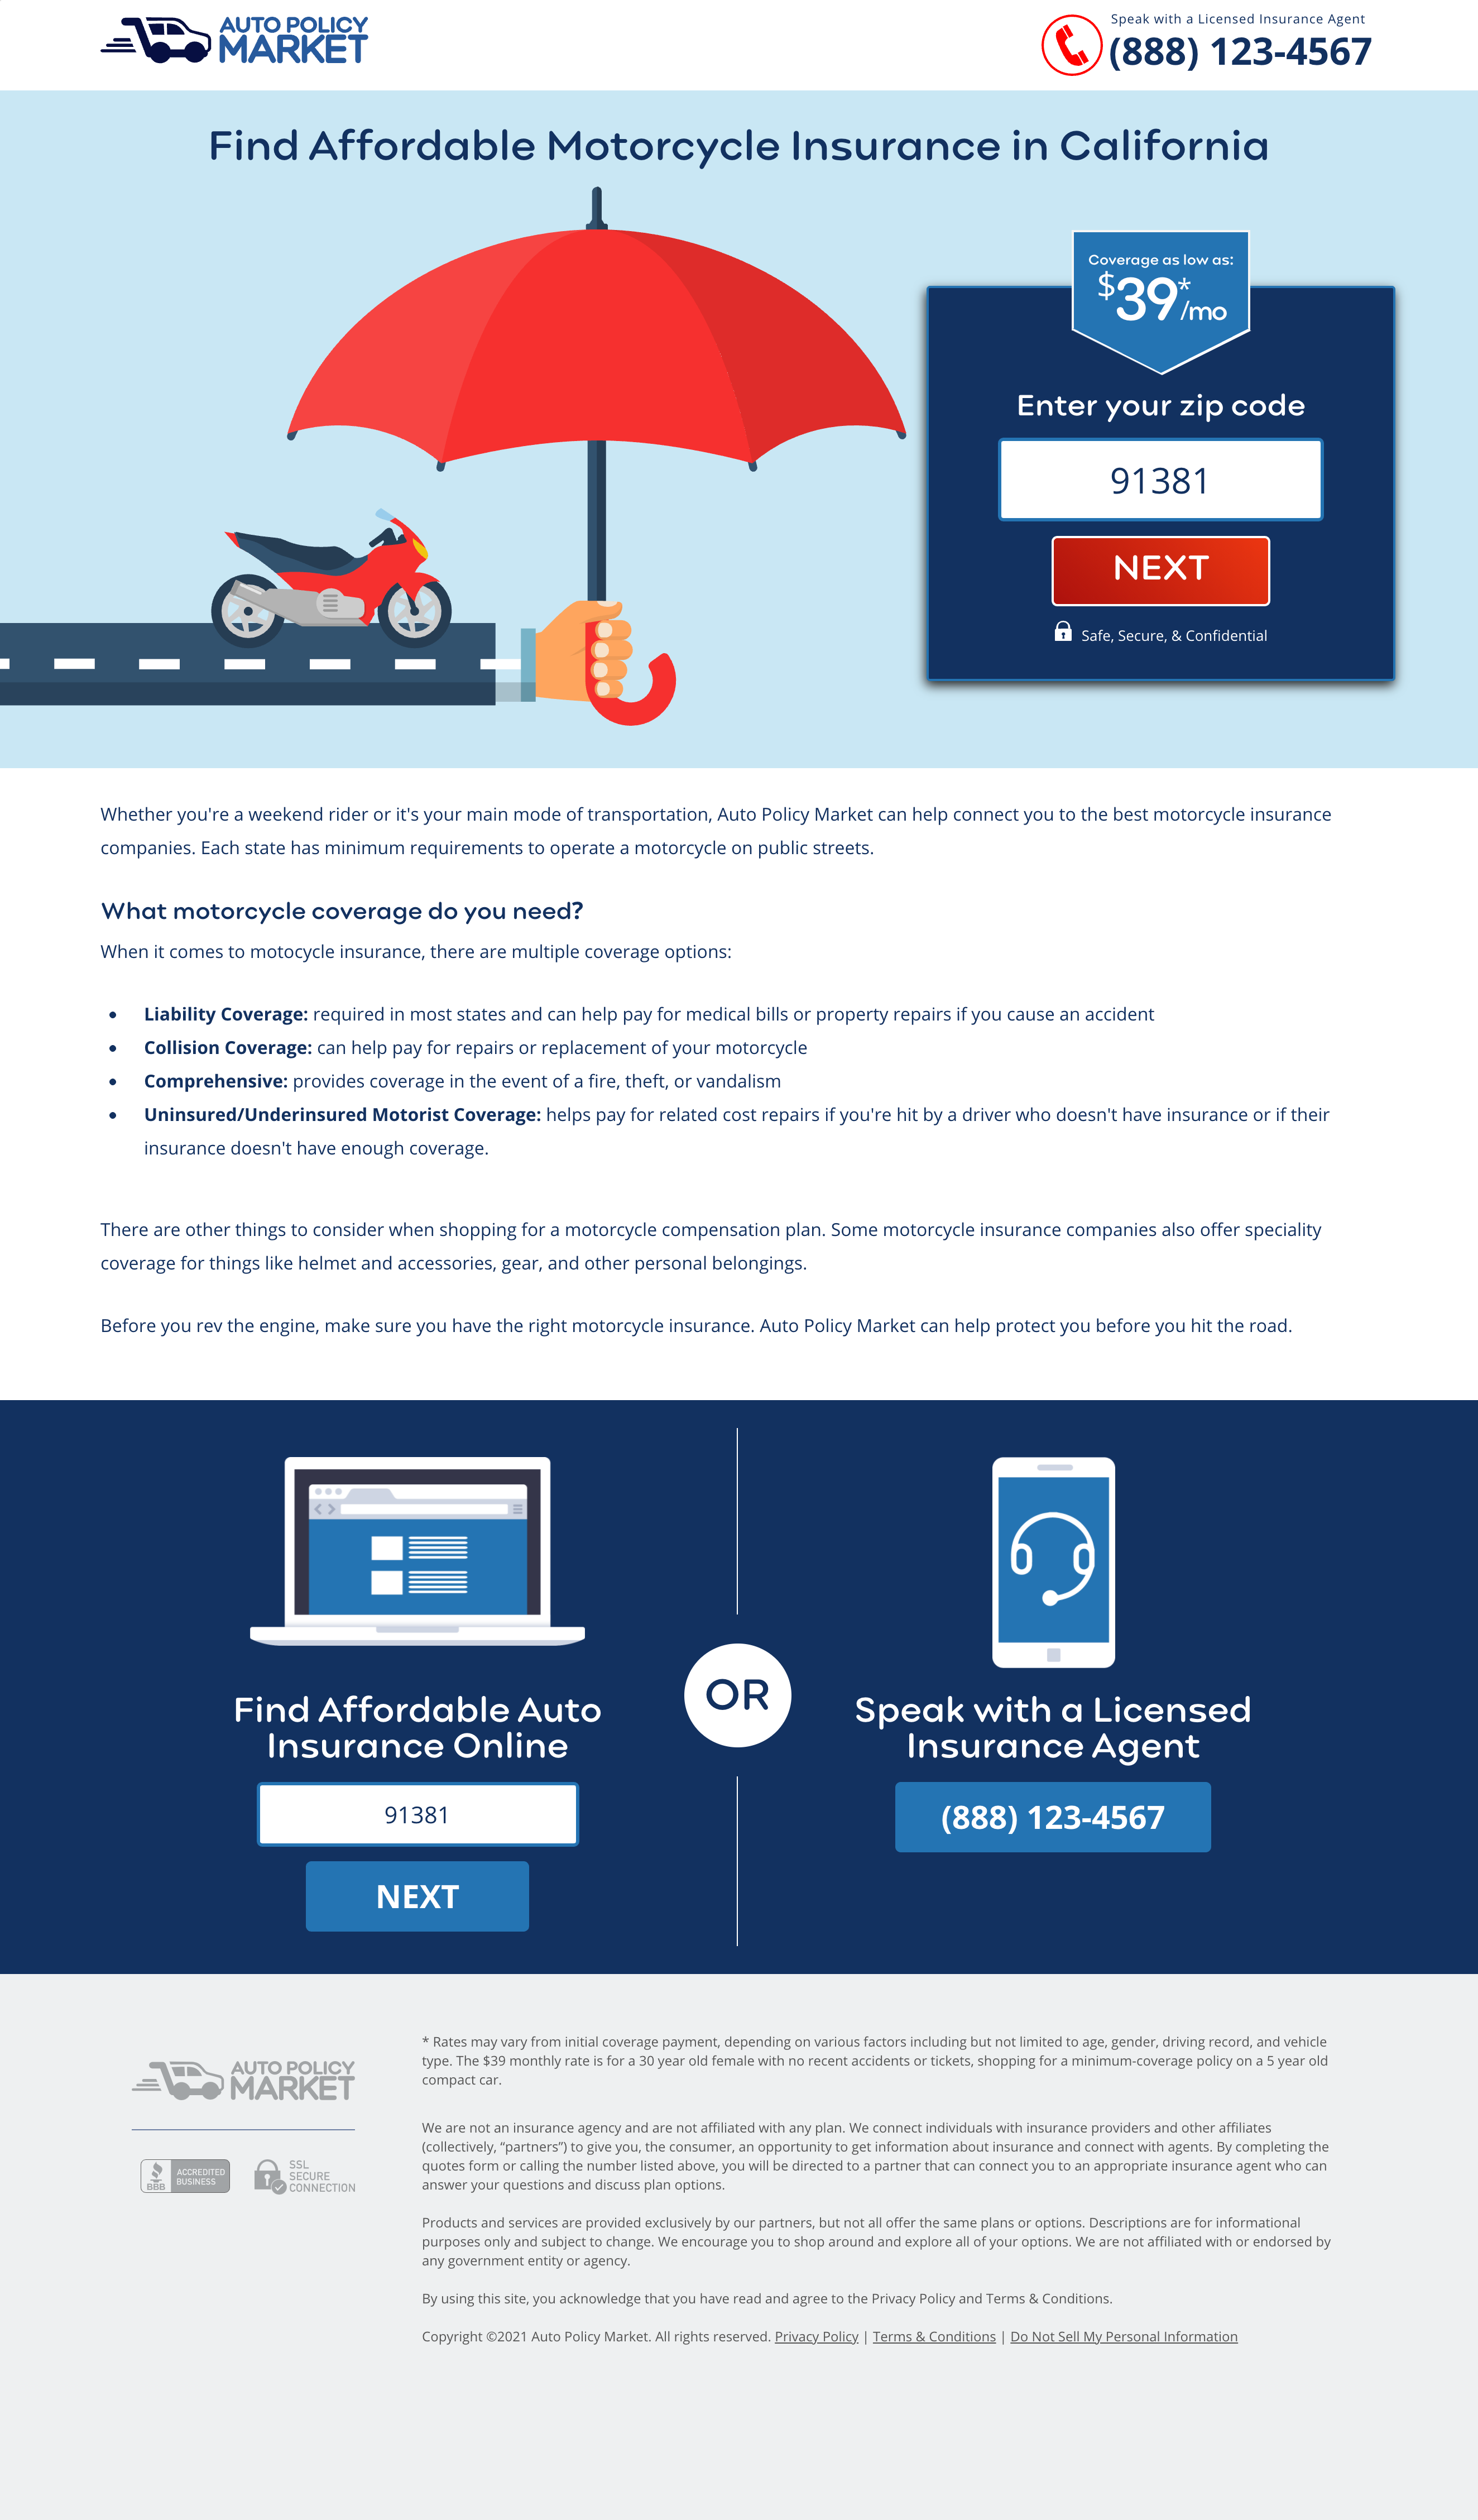 AUTO POLICY
MARKET
Speak with a Licensed Insurance Agent
(888) 123-4567
Find Affordable Motorcycle Insurance in California
Coverage as low as:
$39*/mo
Enter your zip code
91381
NEXT
Safe, Secure, & Confidential
Whether you're a weekend rider or it's your main mode of transportation, Auto Policy Market can help connect you to the best motorcycle insurance
companies. Each state has minimum requirements to operate a motorcycle on public streets.
What motorcycle coverage do you need?
When it comes to motocycle insurance, there are multiple coverage options:
• Liability Coverage: required in most states and can help pay for medical bills or property repairs if you cause an accident
• Collision Coverage: can help pay for repairs or replacement of your motorcycle
• Comprehensive: provides coverage in the event of a fire, theft, or vandalism
• Uninsured/Underinsured Motorist Coverage: helps pay for related cost repairs if you're hit by a driver who doesn't have insurance or if their
insurance doesn't have enough coverage.
There are other things to consider when shopping for a motorcycle compensation plan. Some motorcycle insurance companies also offer speciality
coverage for things like helmet and accessories, gear, and other personal belongings.
Before you rev the engine, make sure you have the right motorcycle insurance. Auto Policy Market can help protect you before you hit the road.
Find Affordable Auto
Insurance Online
91381
NEXT
OR
Speak with a Licensed
Insurance Agent
(888) 123-4567
AUTO POLICY
MARKET
BBB
ACCREDITED
BUSINESS
SSL
SECURE
CONNECTION
* Rates may vary from initial coverage payment, depending on various factors including but not limited to age, gender, driving record, and vehicle
type. The $39 monthly rate is for a 30 year old female with no recent accidents or tickets, shopping for a minimum-coverage policy on a 5 year old
compact car.
We are not an insurance agency and are not affiliated with any plan. We connect individuals with insurance providers and other affiliates
(collectively, “partners”) to give you, the consumer, an opportunity to get information about insurance and connect with agents. By completing the
quotes form or calling the number listed above, you will be directed to a partner that can connect you to an appropriate insurance agent who can
answer your questions and discuss plan options.
Products and services are provided exclusively by our partners, but not all offer the same plans or options. Descriptions are for informational
purposes only and subject to change. We encourage you to shop around and explore all of your options. We are not affiliated with or endorsed by
any government entity or agency.
By using this site, you acknowledge that you have read and agree to the Privacy Policy and Terms & Conditions.
Copyright ©2021 Auto Policy Market. All rights reserved. Privacy Policy | Terms & Conditions | Do Not Sell My Personal Information